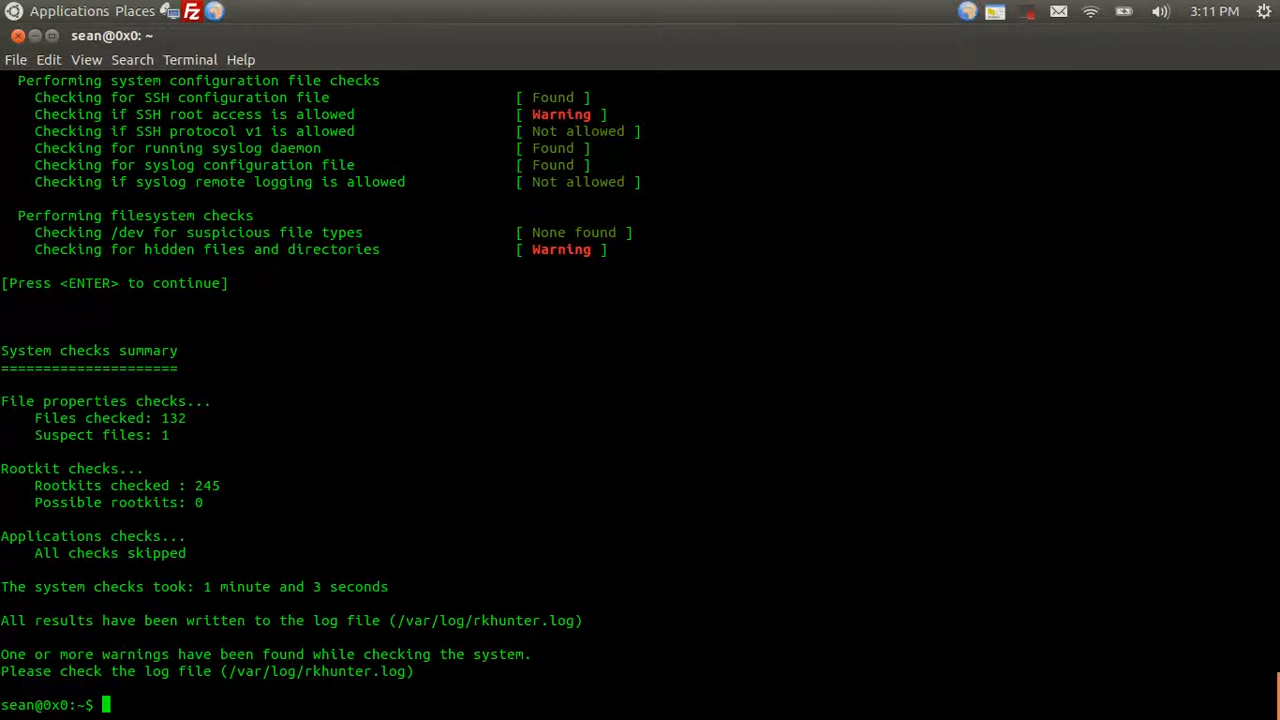 Applications Places 3:11 PM
sean@0x0: ~
File Edit View Search Terminal Help
Performing system configuration file checks
Checking for SSH configuration file [ Found ]
Checking if SSH root access is allowed [ Warning ]
Checking if SSH protocol v1 is allowed [ Not allowed ]
Checking for running syslog daemon [ Found ]
Checking for syslog configuration file [ Found ]
Checking if syslog remote logging is allowed [ Not allowed ]
Performing filesystem checks
Checking /dev for suspicious file types [ None found ]
Checking for hidden files and directories [ Warning ]
[Press <ENTER> to continue]
System checks summary
=====================
File properties checks...
Files checked: 132
Suspect files: 1
Rootkit checks...
Rootkits checked : 245
Possible rootkits: 0
Applications checks...
All checks skipped
The system checks took: 1 minute and 3 seconds
All results have been written to the log file (/var/log/rkhunter.log)
One or more warnings have been found while checking the system.
Please check the log file (/var/log/rkhunter.log)
sean@0x0:~$